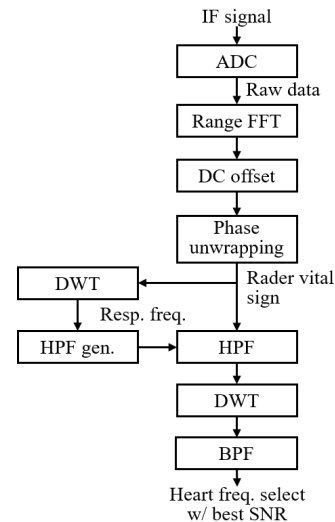 IF signal
ADC
Raw data
Range FFT
DC offset
Phase
unwrapping
Rader vital
sign
DWT
Resp. freq.
HPF gen.
HPF
DWT
BPF
Heart freq. select
w/ best SNR